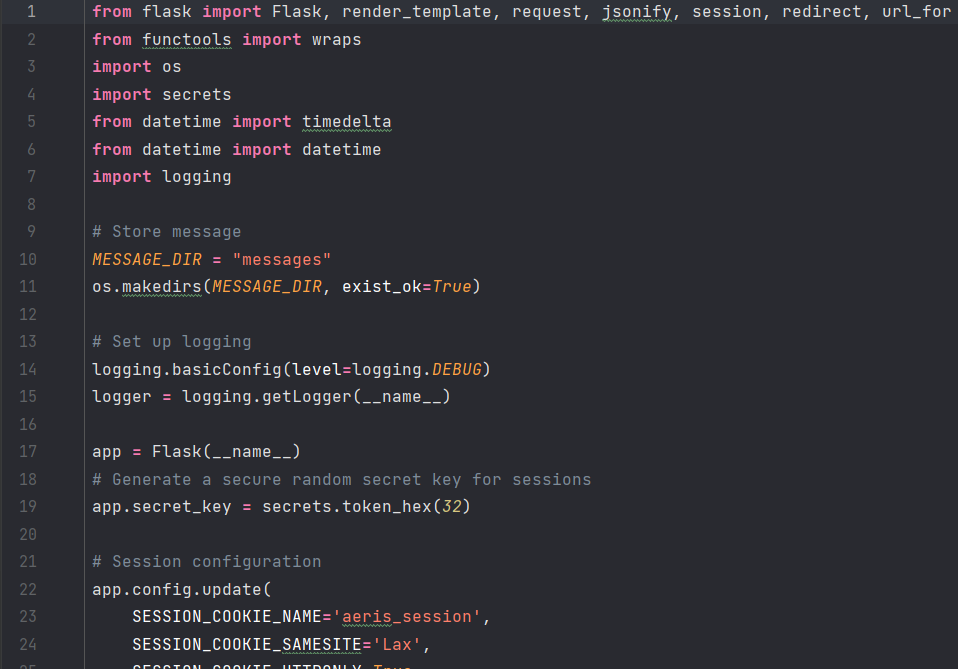 1 from flask import Flask, render_template, request, jsonify, session, redirect, url_for
2 from functools import wraps
3 import os
4 import secrets
5 from datetime import timedelta
6 from datetime import datetime
7 import logging
8
9 # Store message
10 MESSAGE_DIR = "messages"
11 os.makedirs(MESSAGE_DIR, exist_ok=True)
12
13 # Set up logging
14 logging.basicConfig(level=logging.DEBUG)
15 logger = logging.getLogger(__name__)
16
17 app = Flask(__name__)
18 # Generate a secure random secret key for sessions
19 app.secret_key = secrets.token_hex(32)
20
21 # Session configuration
22 app.config.update(
23 SESSION_COOKIE_NAME='aeris_session',
24 SESSION_COOKIE_SAMESITE='Lax',
25 SESSION_COOKIE_HTTPONLY=True